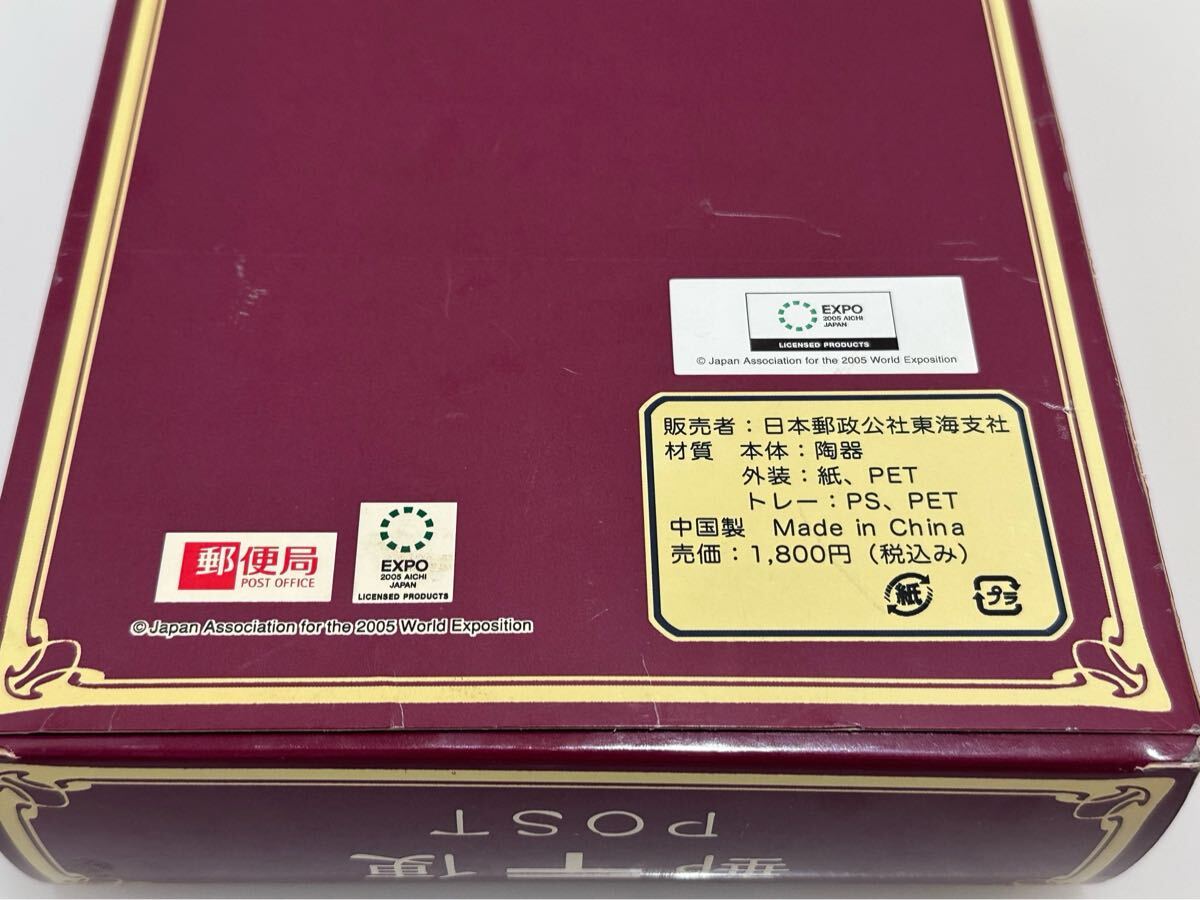 EXPO
2005 AICHI
JAPAN
LICENSED PRODUCTS
© Japan Association for the 2005 World Exposition
販売者：日本郵政公社東海支社
材質　本体：陶器
外装：紙、PET
トレー：PS、PET
中国製　Made in China
売価：1,800円（税込み）
紙
プラ
郵便局
POST OFFICE
EXPO
2005 AICHI
JAPAN
LICENSED PRODUCTS
©Japan Association for the 2005 World Exposition
POST
郵〒便